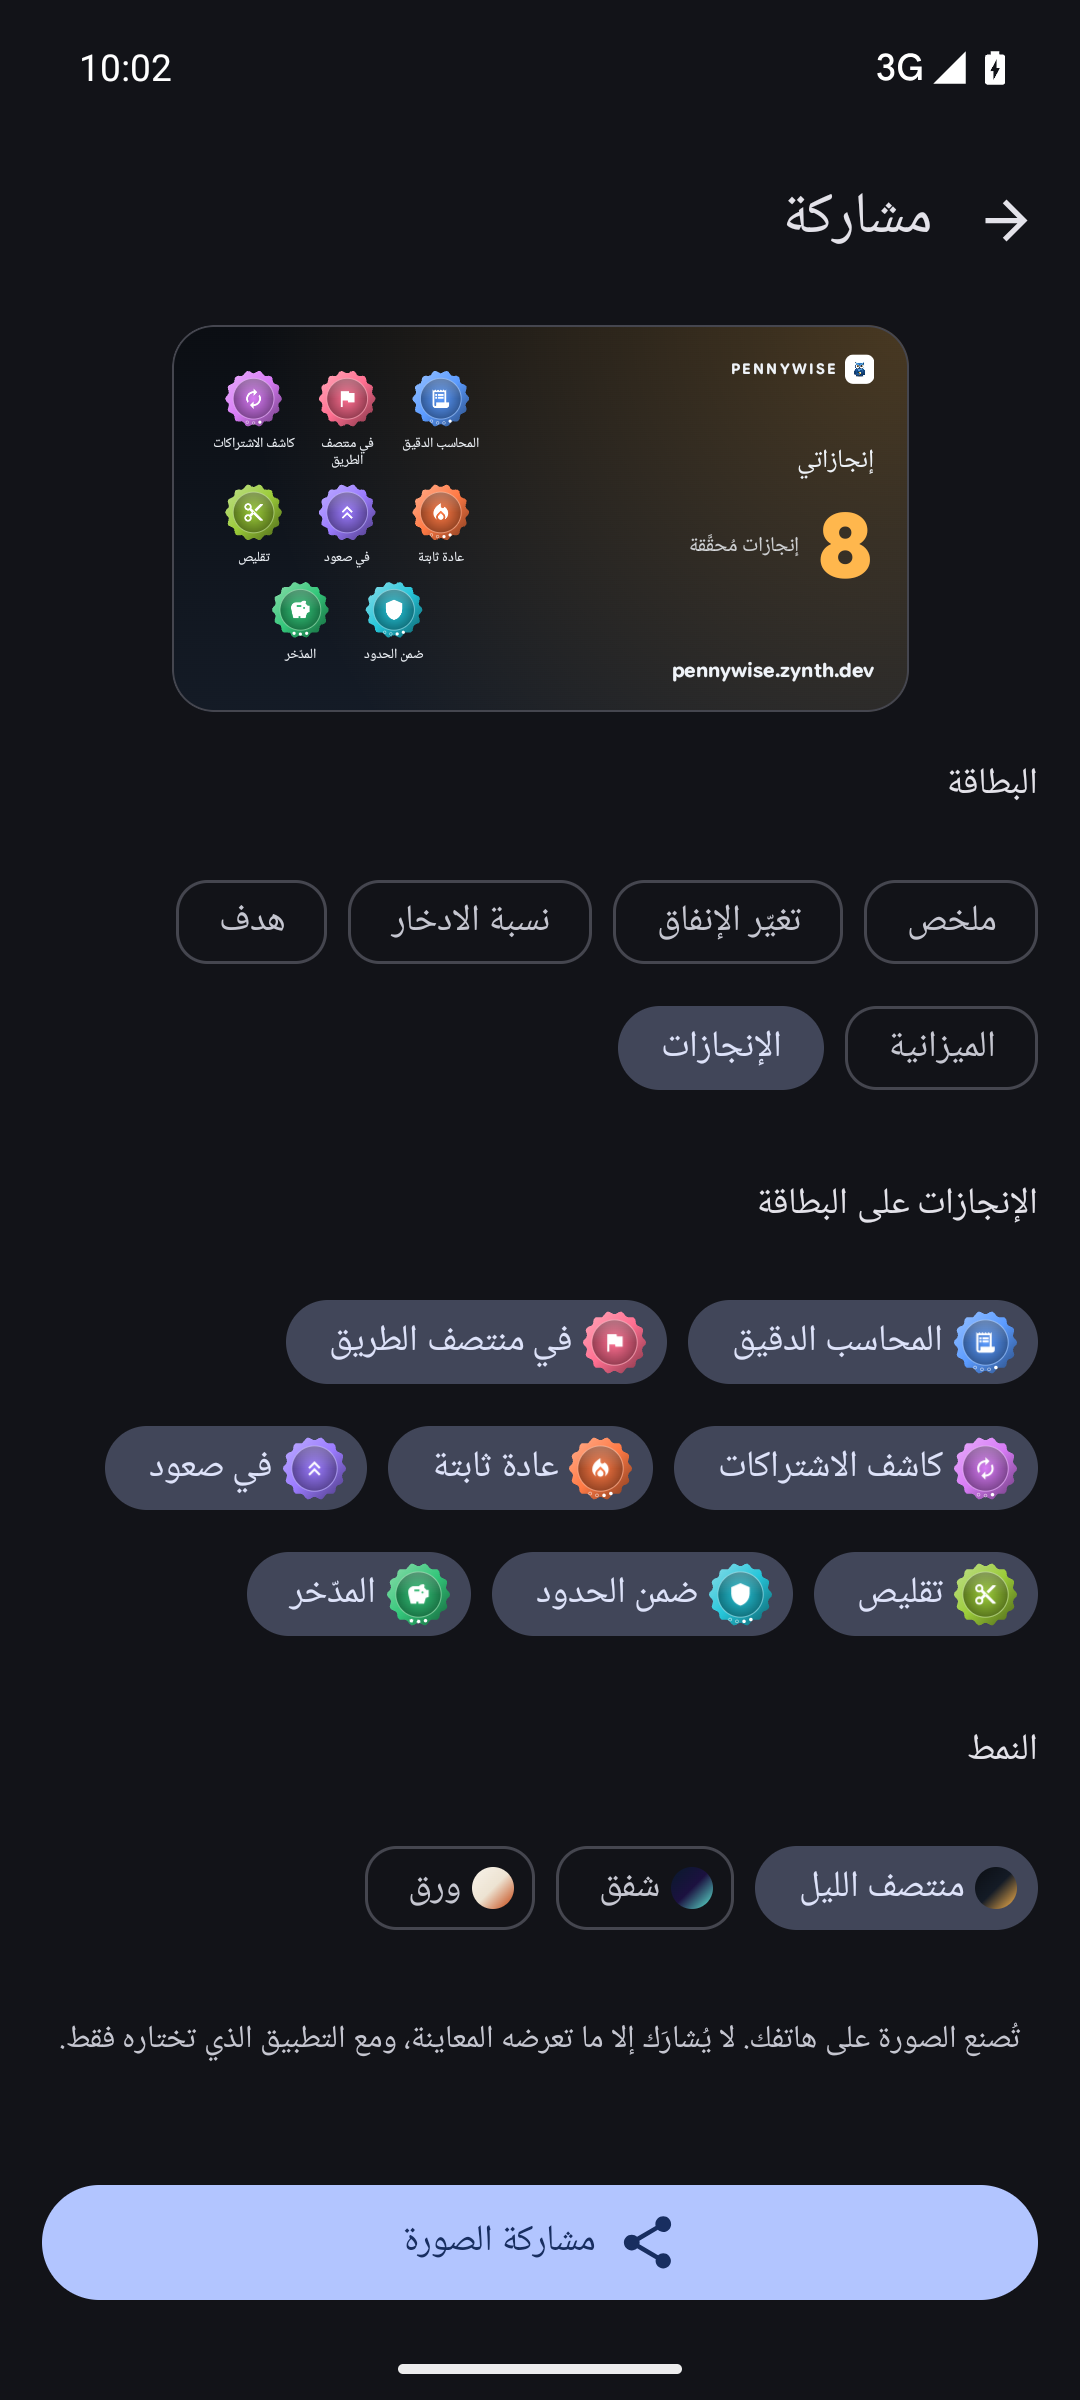 10:02 3G
مشاركة
PENNYWISE
إنجازاتي
8 إنجازات مُحقَّقة
pennywise.zynth.dev
المحاسب الدقيق
في منتصف
الطريق
كاشف الاشتراكات
عادة ثابتة
في صعود
تقليص
ضمن الحدود
المدّخر
البطاقة
ملخص
تغيّر الإنفاق
نسبة الادخار
هدف
الميزانية
الإنجازات
الإنجازات على البطاقة
المحاسب الدقيق
في منتصف الطريق
كاشف الاشتراكات
عادة ثابتة
في صعود
تقليص
ضمن الحدود
المدّخر
النمط
منتصف الليل
شفق
ورق
تُصنع الصورة على هاتفك. لا يُشارَك إلا ما تعرضه المعاينة، ومع التطبيق الذي تختاره فقط.
مشاركة الصورة